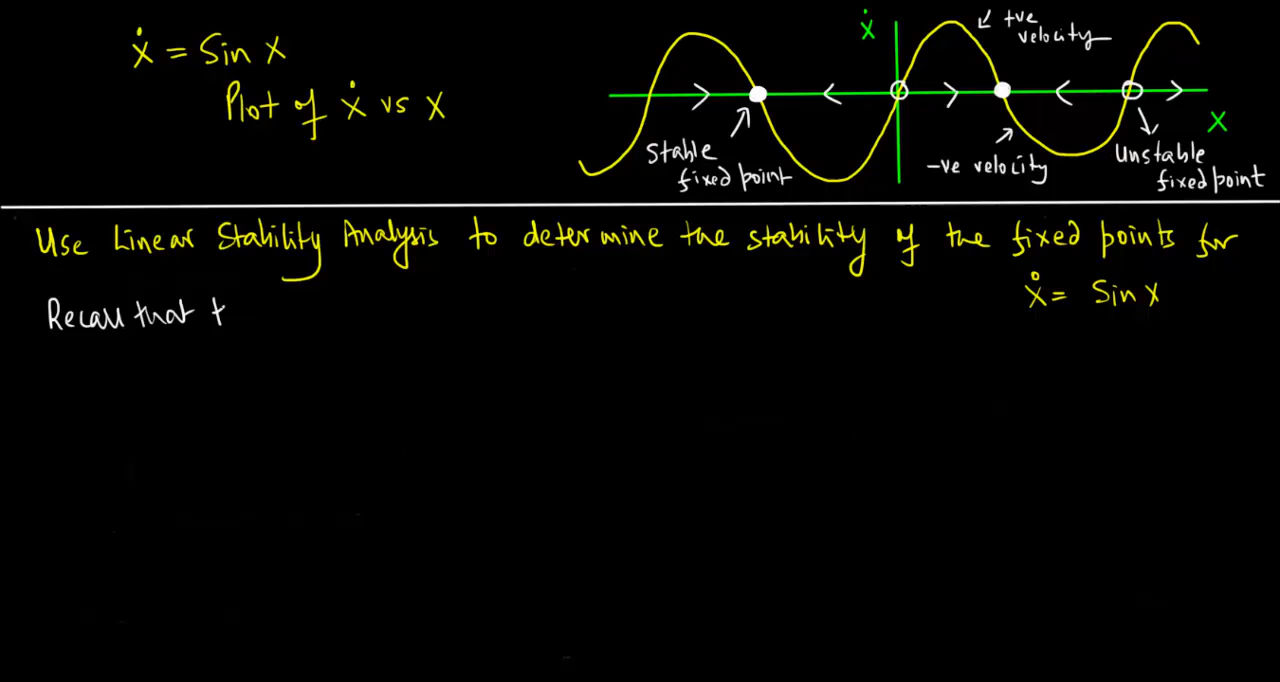 ẋ = Sin x
Plot of ẋ vs x
ẋ
+ve
velocity
x
Stable
fixed point
-ve velocity
Unstable
fixed point
Use Linear Stability Analysis to determine the stability of the fixed points for
ẋ = Sin x
Recall that t